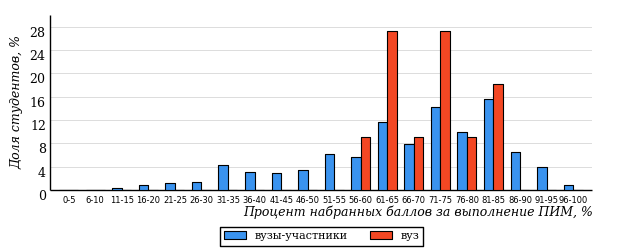 Доля студентов, %
28
24
20
16
12
8
4
0
0-5 6-10 11-15 16-20 21-25 26-30 31-35 36-40 41-45 46-50 51-55 56-60 61-65 66-70 71-75 76-80 81-85 86-90 91-95 96-100
Процент набранных баллов за выполнение ПИМ, %
вузы-участники вуз